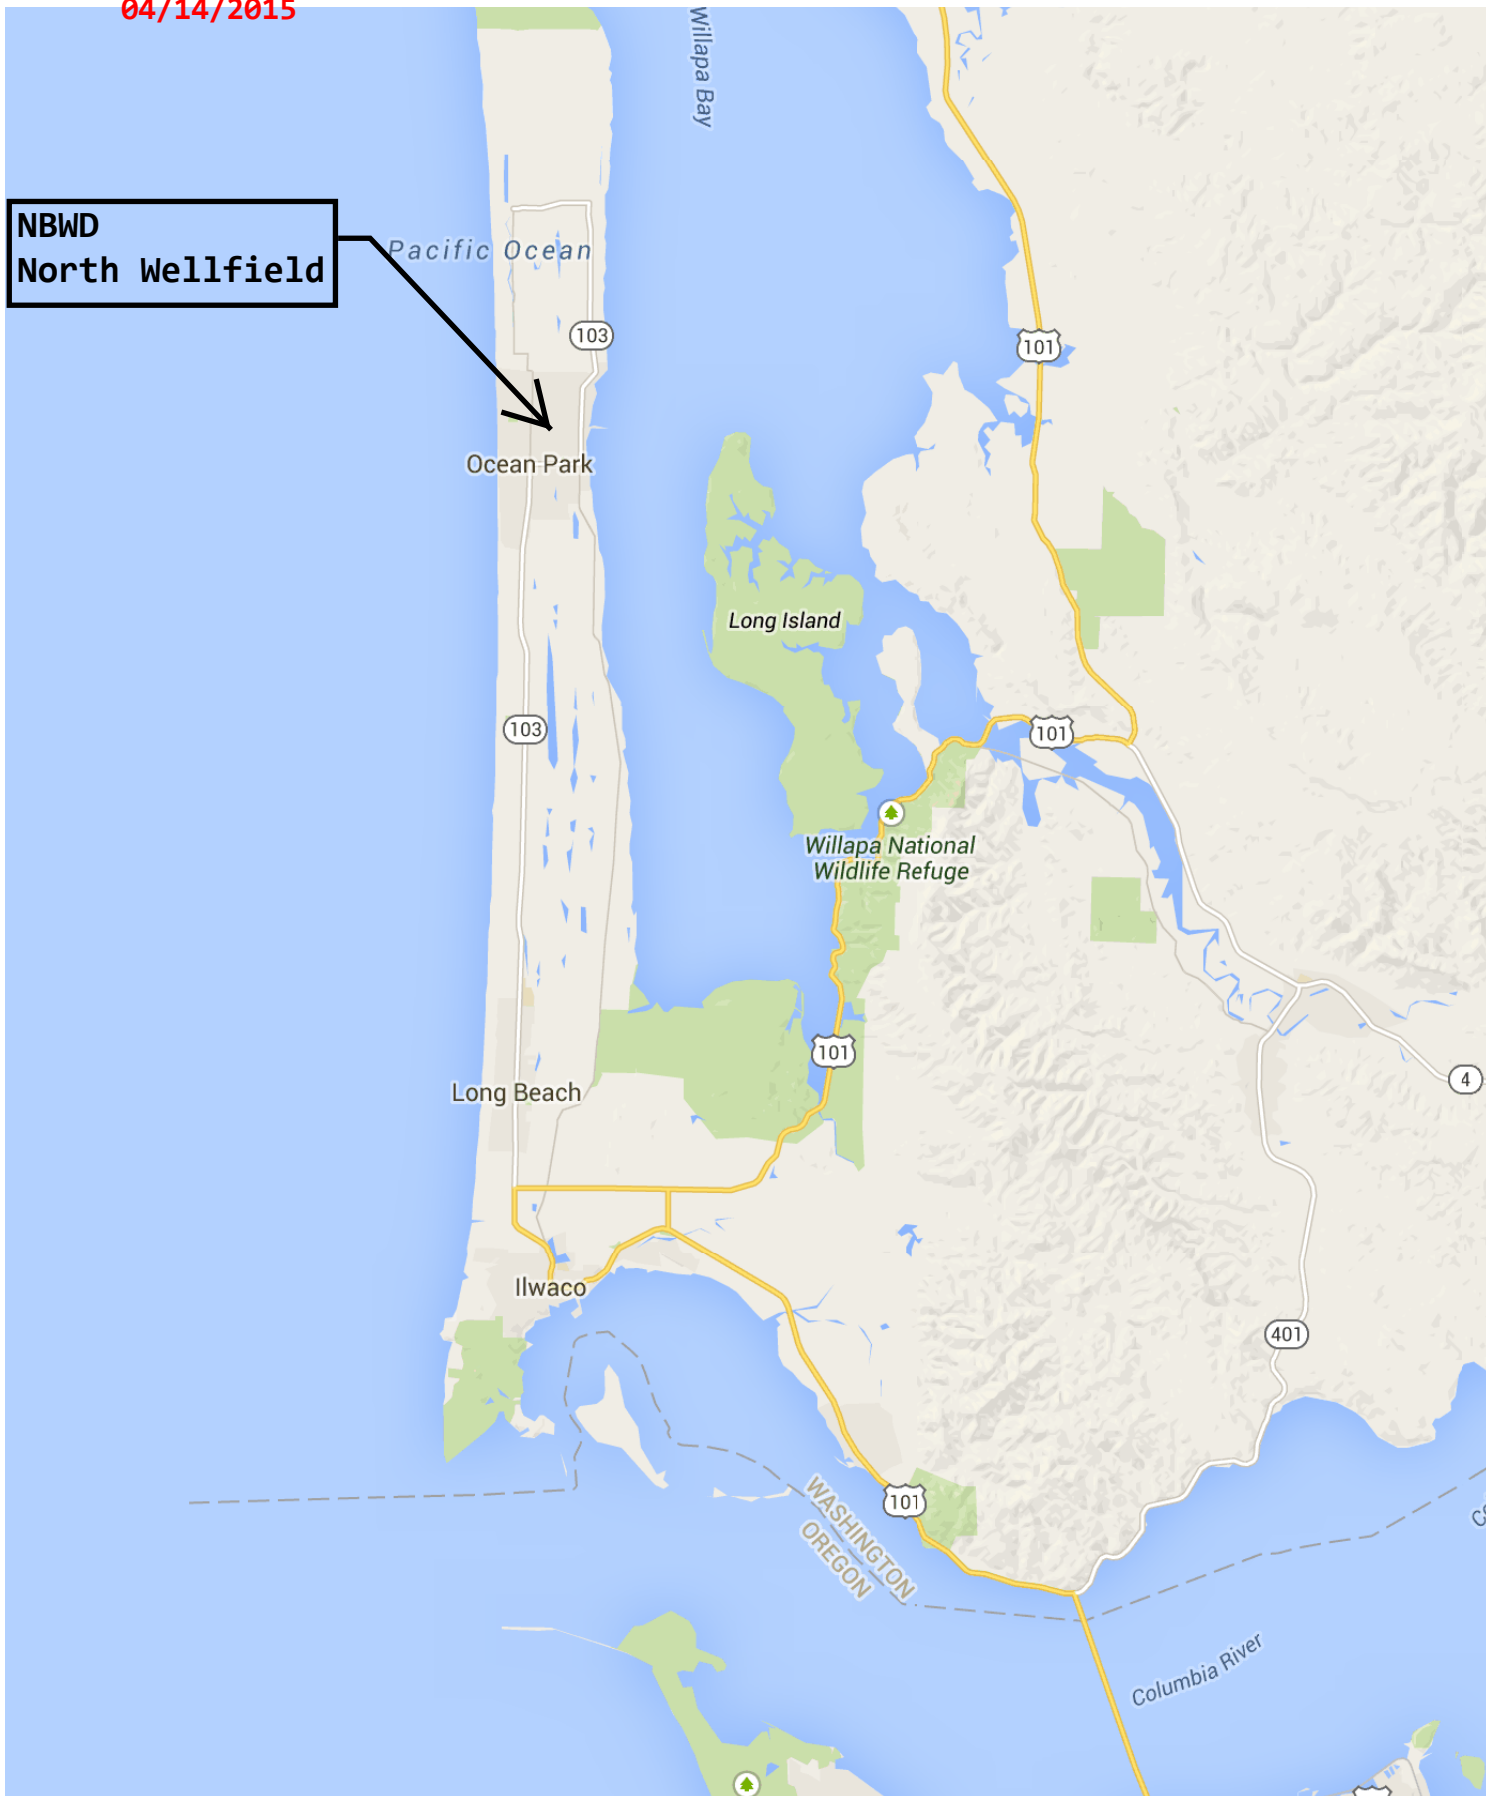 04/14/2015
Willapa Bay
NBWD
North Wellfield
Pacific Ocean
103
101
Ocean Park
Long Island
103
101
Willapa National
Wildlife Refuge
101
4
Long Beach
Ilwaco
401
101
WASHINGTON
OREGON
Columbia River